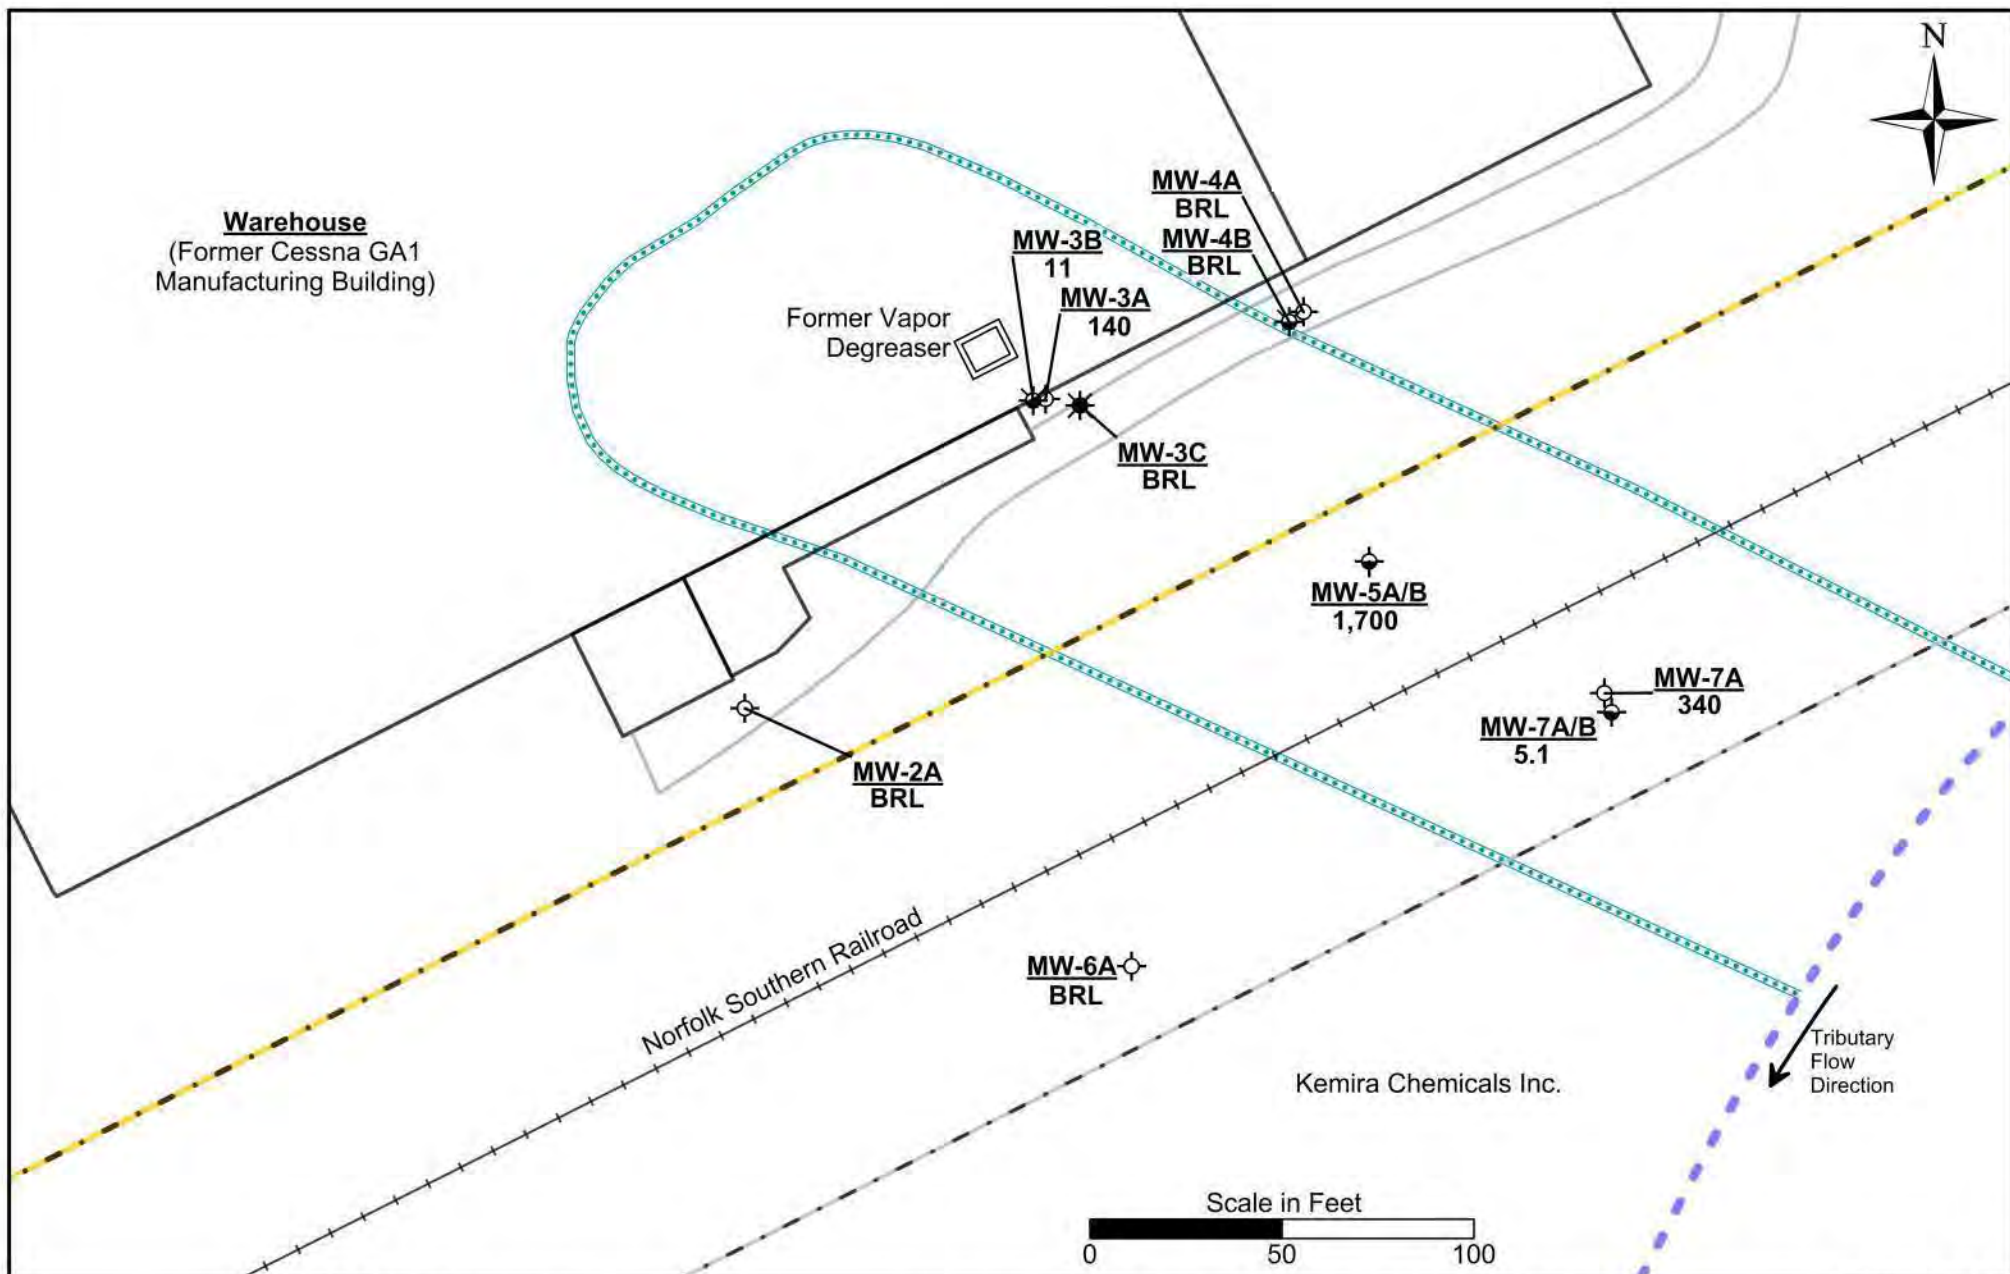 N
Warehouse
(Former Cessna GA1
Manufacturing Building)
MW-4A
BRL
MW-4B
BRL
MW-3B
11
MW-3A
140
Former Vapor
Degreaser
MW-3C
BRL
MW-5A/B
1,700
MW-7A
340
MW-7A/B
5.1
MW-2A
BRL
Norfolk Southern Railroad
MW-6A
BRL
Kemira Chemicals Inc.
Tributary
Flow
Direction
Scale in Feet
0 50 100